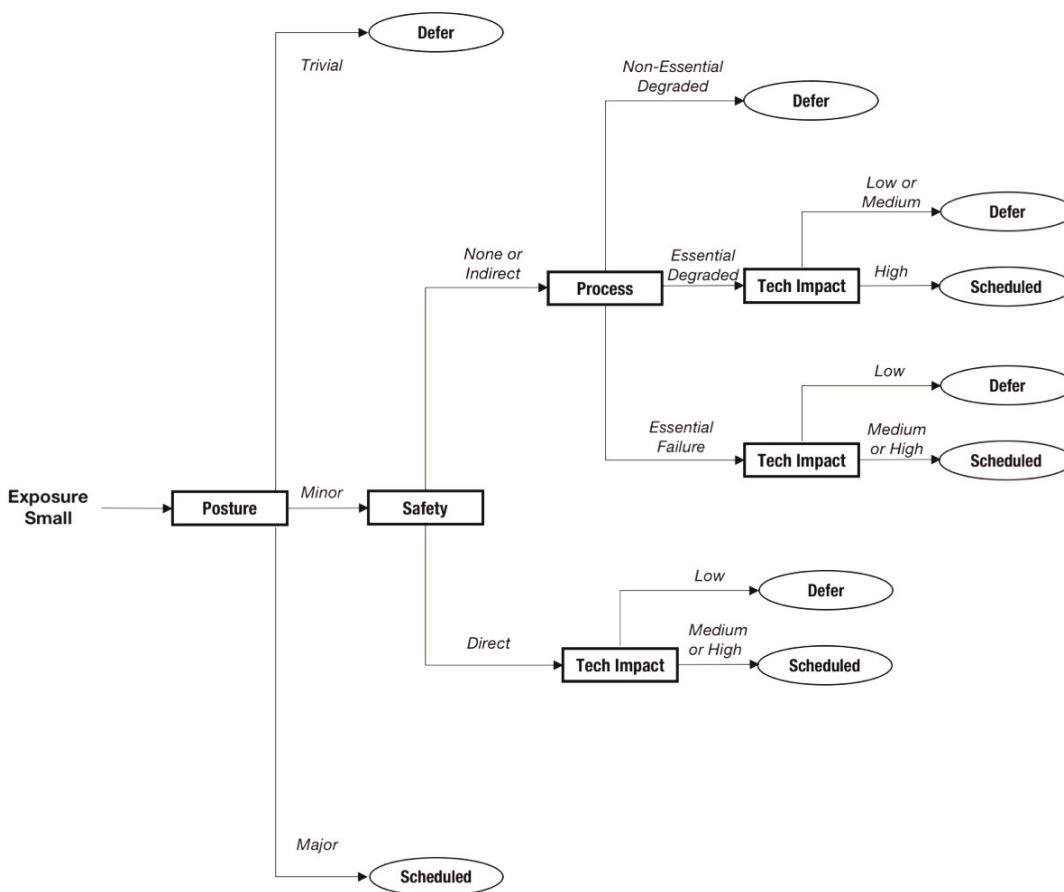 Defer
Trivial
Non-Essential
Degraded
Defer
Low or
Medium
Defer
None or
Indirect
Essential
Degraded
High
Process
Tech Impact
Scheduled
Low
Defer
Essential
Failure
Medium
or High
Tech Impact
Scheduled
Exposure
Small
Minor
Posture
Safety
Low
Defer
Direct
Medium
or High
Tech Impact
Scheduled
Major
Scheduled